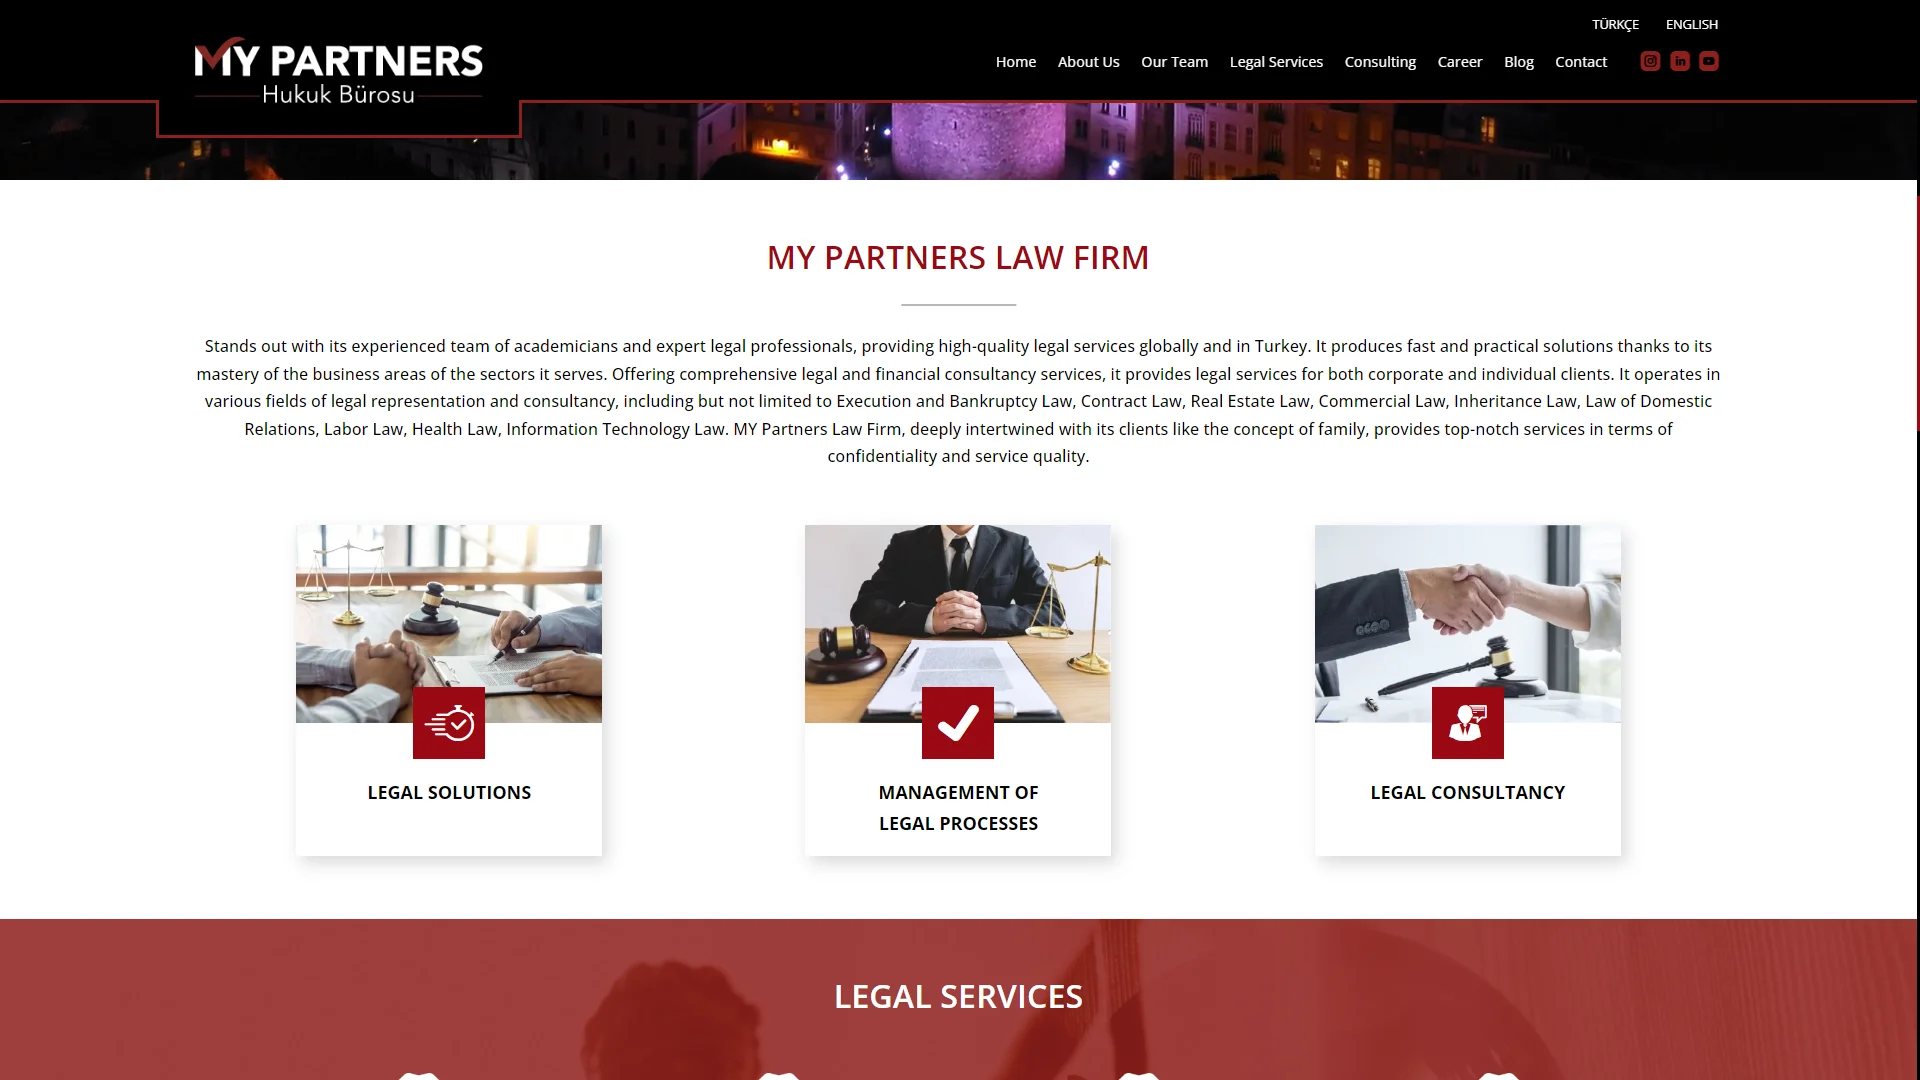 TÜRKÇE ENGLISH
MY PARTNERS
Hukuk Bürosu
Home About Us Our Team Legal Services Consulting Career Blog Contact
MY PARTNERS LAW FIRM
Stands out with its experienced team of academicians and expert legal professionals, providing high-quality legal services globally and in Turkey. It produces fast and practical solutions thanks to its
mastery of the business areas of the sectors it serves. Offering comprehensive legal and financial consultancy services, it provides legal services for both corporate and individual clients. It operates in
various fields of legal representation and consultancy, including but not limited to Execution and Bankruptcy Law, Contract Law, Real Estate Law, Commercial Law, Inheritance Law, Law of Domestic
Relations, Labor Law, Health Law, Information Technology Law. MY Partners Law Firm, deeply intertwined with its clients like the concept of family, provides top-notch services in terms of
confidentiality and service quality.
LEGAL SOLUTIONS
MANAGEMENT OF
LEGAL PROCESSES
LEGAL CONSULTANCY
LEGAL SERVICES